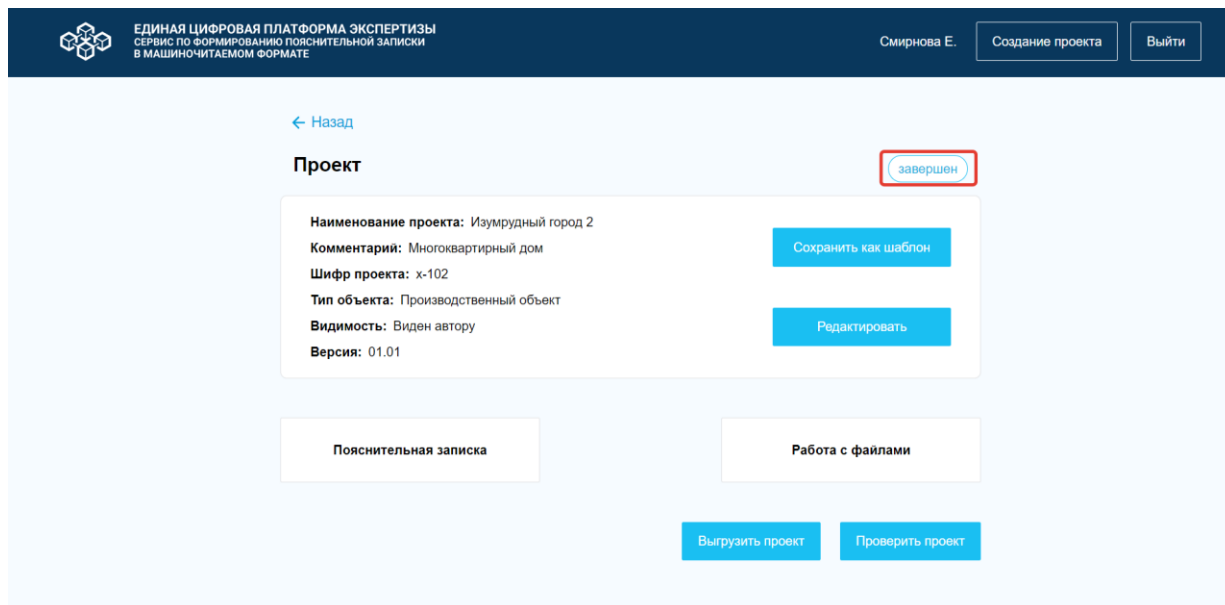 ЕДИНАЯ ЦИФРОВАЯ ПЛАТФОРМА ЭКСПЕРТИЗЫ
СЕРВИС ПО ФОРМИРОВАНИЮ ПОЯСНИТЕЛЬНОЙ ЗАПИСКИ
В МАШИНОЧИТАЕМОМ ФОРМАТЕ
Смирнова Е.
Создание проекта
Выйти
← Назад
Проект
завершен
Наименование проекта: Изумрудный город 2
Комментарий: Многоквартирный дом
Шифр проекта: х-102
Тип объекта: Производственный объект
Видимость: Виден автору
Версия: 01.01
Сохранить как шаблон
Редактировать
Пояснительная записка
Работа с файлами
Выгрузить проект
Проверить проект